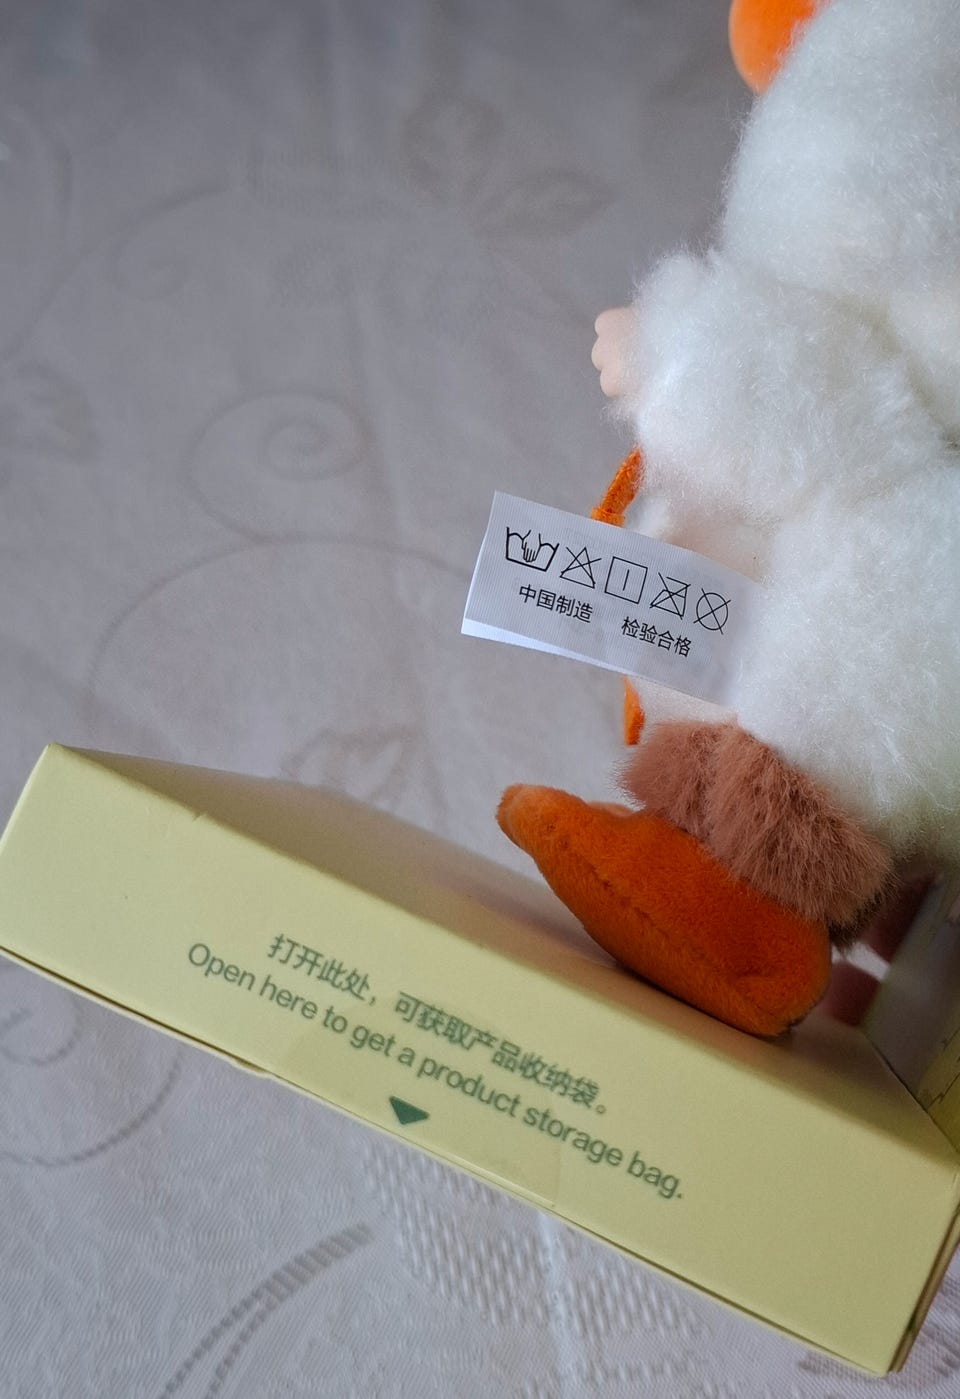 中国制造 检验合格
打开此处，可获取产品收纳袋。
Open here to get a product storage bag.